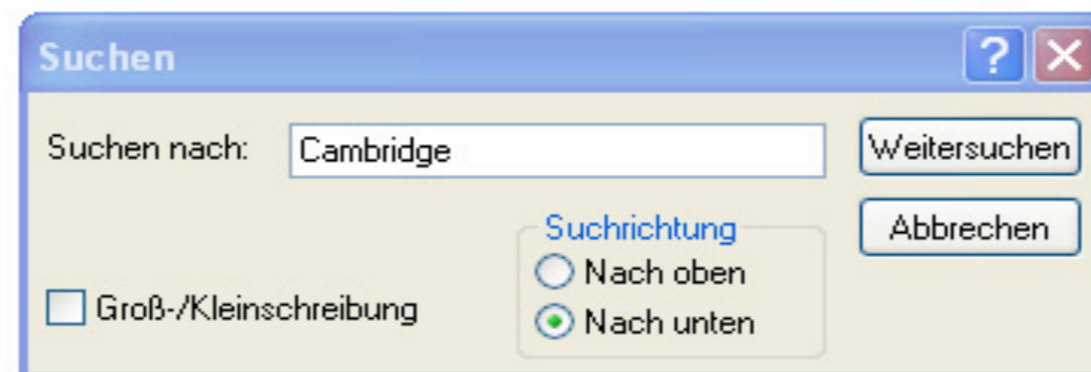 Suchen
Suchen nach: Cambridge Weitersuchen
Abbrechen
Suchrichtung
Nach oben
Groß-/Kleinschreibung Nach unten